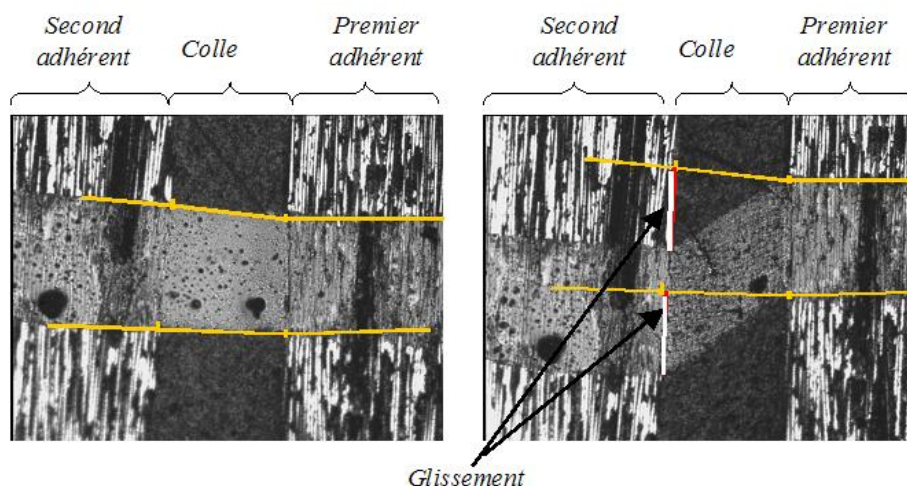 Second
adhérent
Colle
Premier
adhérent
Second
adhérent
Colle
Premier
adhérent
Glissement